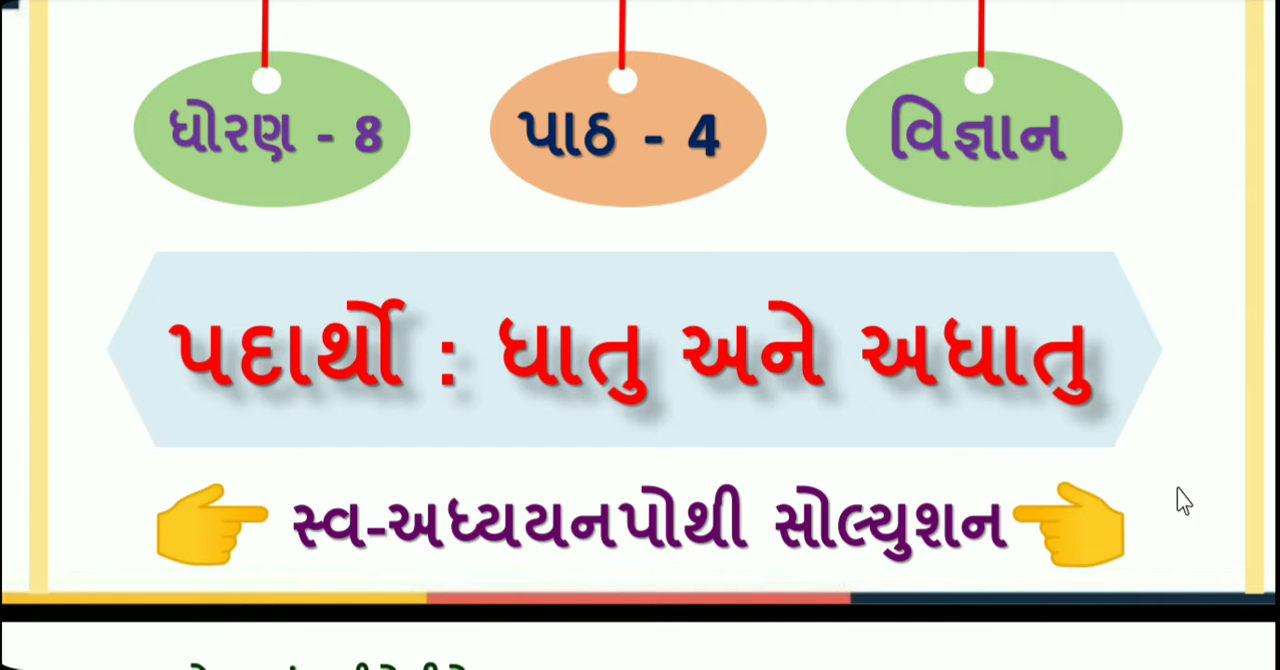 ધોરણ - 8 પાઠ - 4 વિજ્ઞાન
પદાર્થો : ધાતુ અને અધાતુ
સ્વ-અધ્યયનપોથી સોલ્યુશન